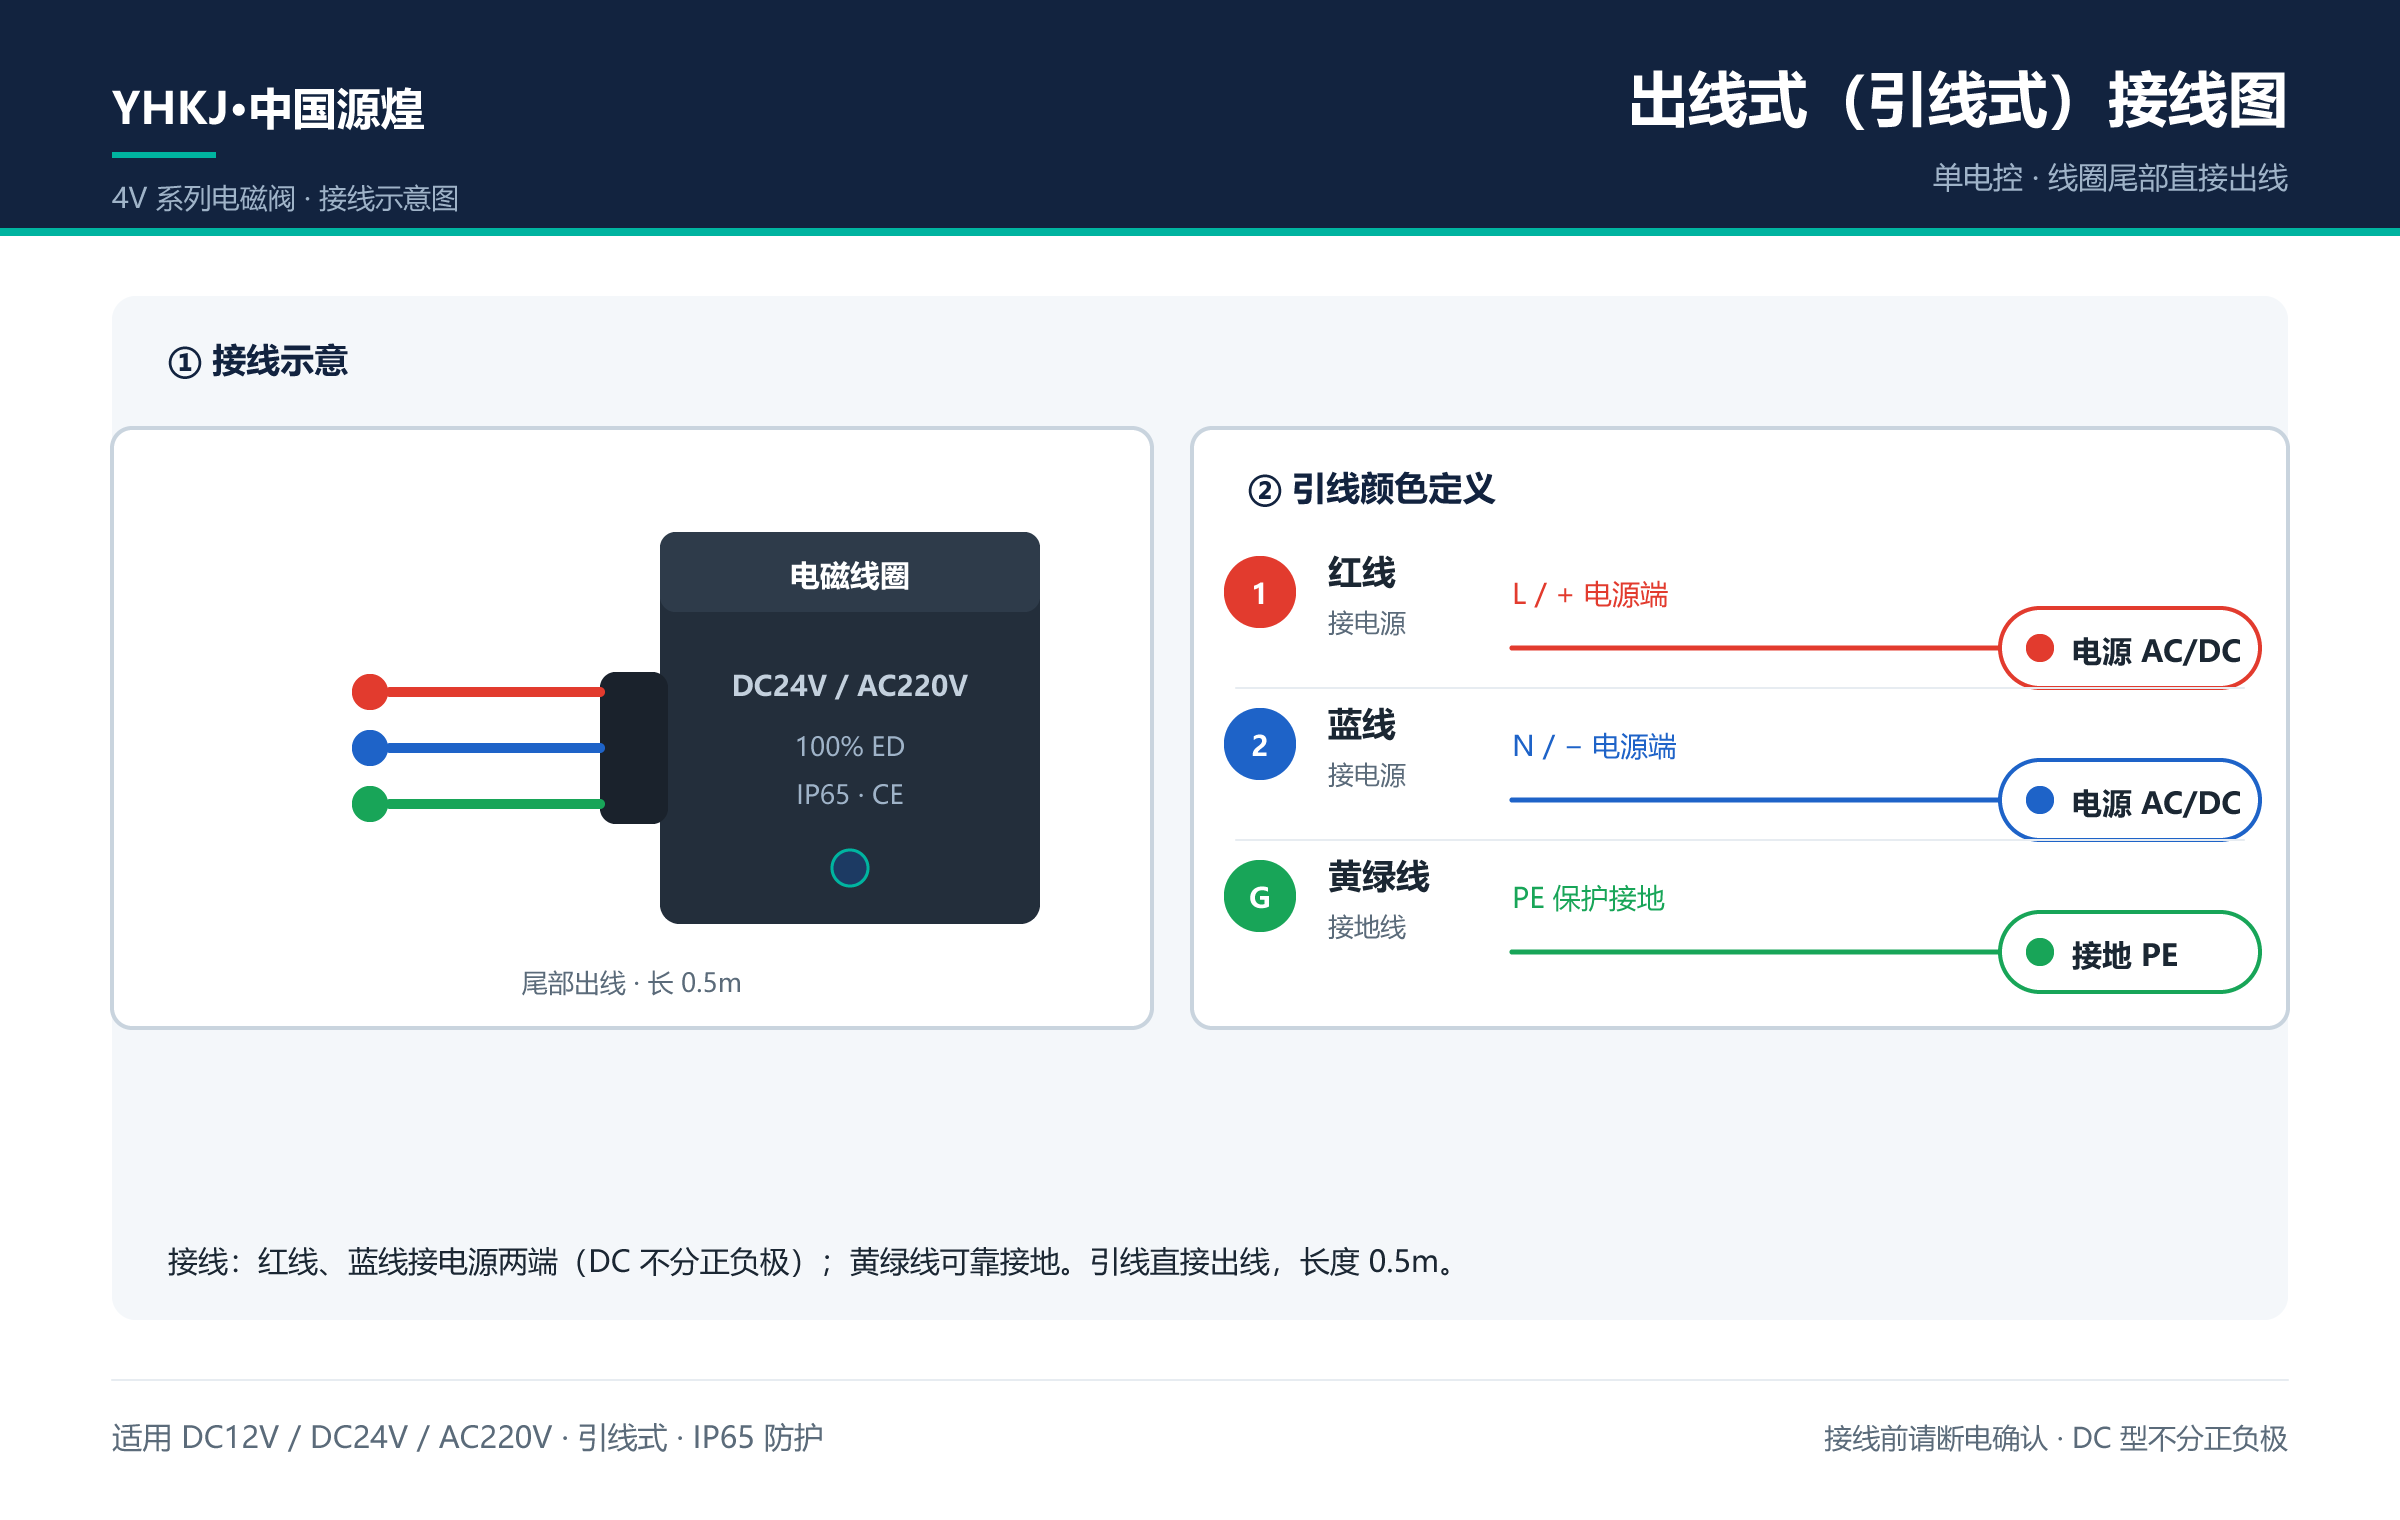 YHKJ·中国源煌
4V 系列电磁阀 · 接线示意图
出线式（引线式）接线图
单电控 · 线圈尾部直接出线
① 接线示意
电磁线圈
DC24V / AC220V
100% ED
IP65 · CE
尾部出线 · 长 0.5m
② 引线颜色定义
1
红线
接电源
L / + 电源端
电源 AC/DC
2
蓝线
接电源
N / − 电源端
电源 AC/DC
G
黄绿线
接地线
PE 保护接地
接地 PE
接线：红线、蓝线接电源两端（DC 不分正负极）；黄绿线可靠接地。引线直接出线，长度 0.5m。
适用 DC12V / DC24V / AC220V · 引线式 · IP65 防护
接线前请断电确认 · DC 型不分正负极